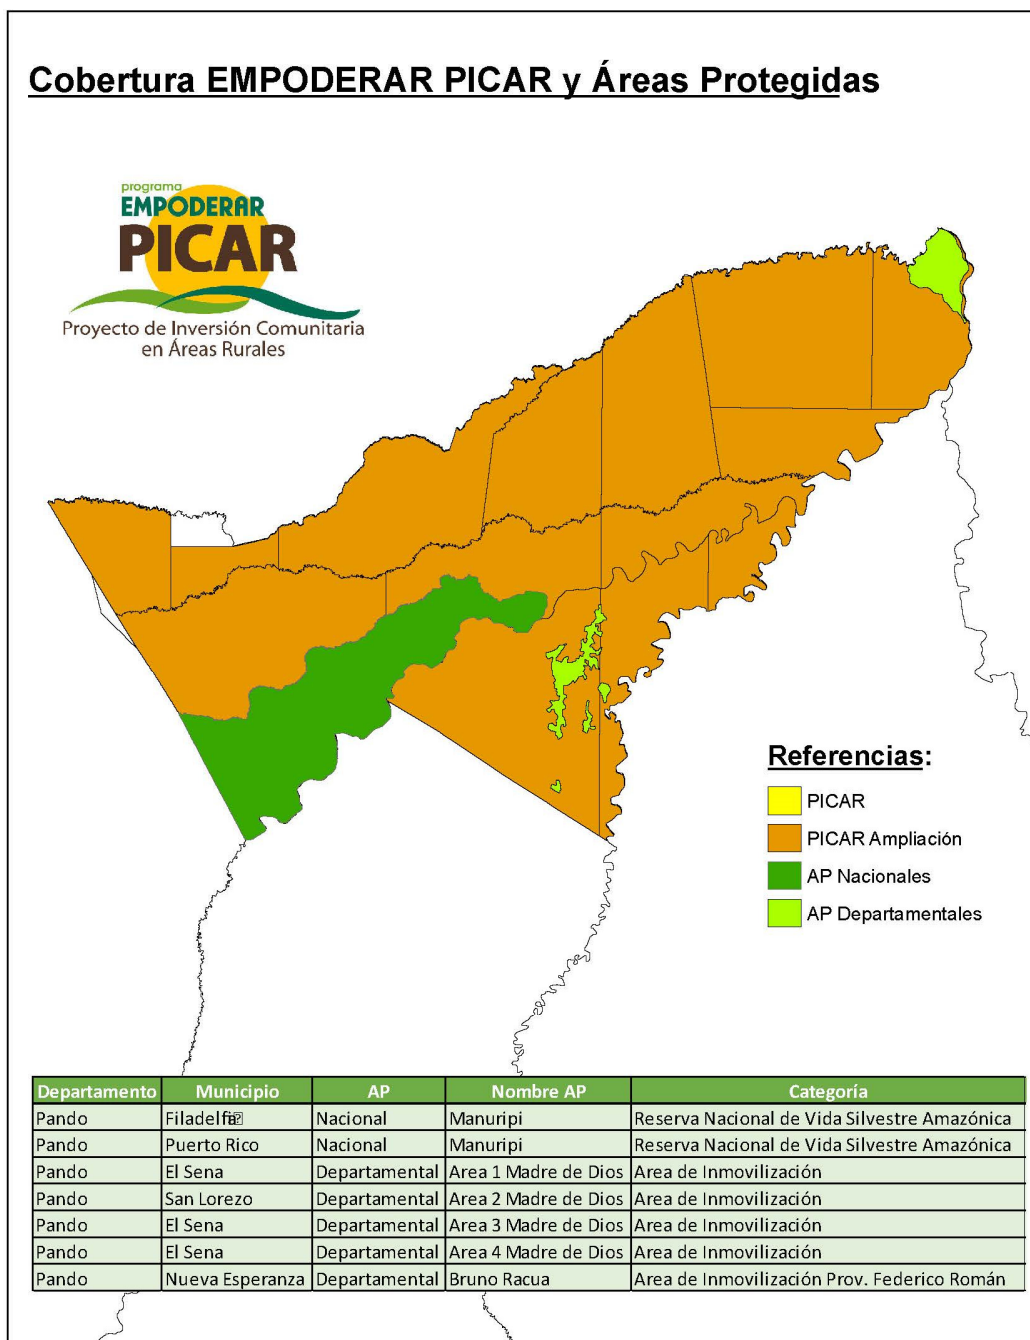 Cobertura EMPODERAR PICAR y Áreas Protegidas
programa
EMPODERAR
PICAR
Proyecto de Inversión Comunitaria
en Áreas Rurales
Referencias:
PICAR
PICAR Ampliación
AP Nacionales
AP Departamentales
Departamento Municipio AP Nombre AP Categoría
Pando Filadelfia Nacional Manuripi Reserva Nacional de Vida Silvestre Amazónica
Pando Puerto Rico Nacional Manuripi Reserva Nacional de Vida Silvestre Amazónica
Pando El Sena Departamental Area 1 Madre de Dios Area de Inmovilización
Pando San Lorezo Departamental Area 2 Madre de Dios Area de Inmovilización
Pando El Sena Departamental Area 3 Madre de Dios Area de Inmovilización
Pando El Sena Departamental Area 4 Madre de Dios Area de Inmovilización
Pando Nueva Esperanza Departamental Bruno Racua Area de Inmovilización Prov. Federico Román